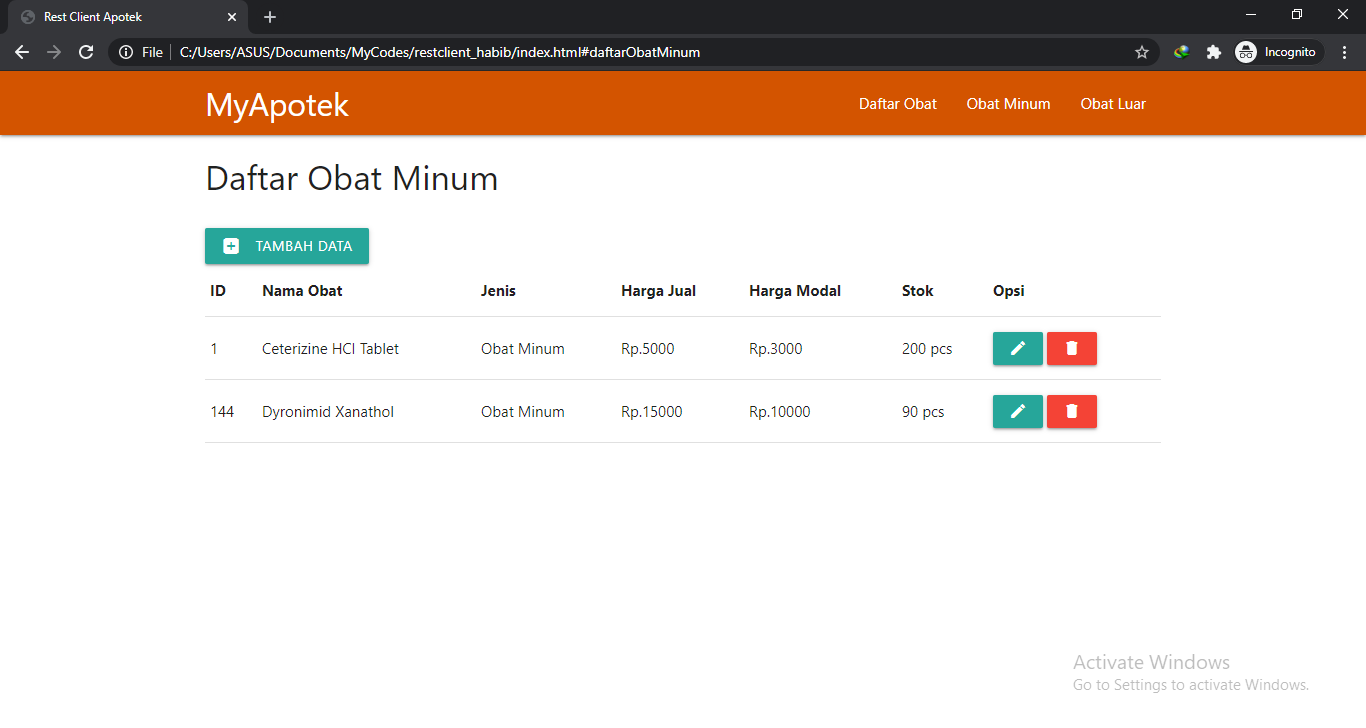 Rest Client Apotek
File C:/Users/ASUS/Documents/MyCodes/restclient_habib/index.html#daftarObatMinum Incognito
MyApotek Daftar Obat Obat Minum Obat Luar
Daftar Obat Minum
TAMBAH DATA
ID Nama Obat Jenis Harga Jual Harga Modal Stok Opsi
1 Ceterizine HCl Tablet Obat Minum Rp.5000 Rp.3000 200 pcs
144 Dyronimid Xanathol Obat Minum Rp.15000 Rp.10000 90 pcs
Activate Windows
Go to Settings to activate Windows.